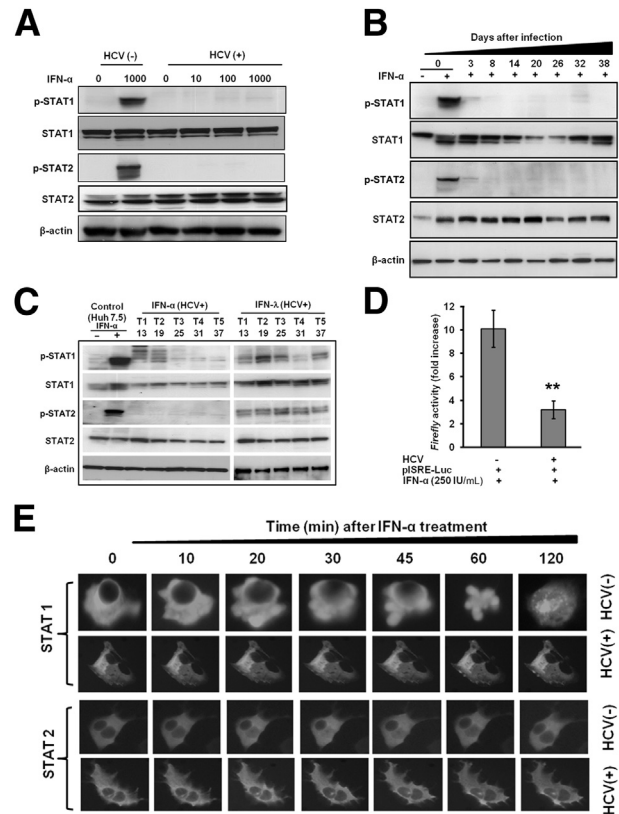 A
HCV (-) HCV (+)
IFN-α 0 1000 0 10 100 1000
p-STAT1
STAT1
p-STAT2
STAT2
β-actin
B
Days after infection
0 3 8 14 20 26 32 38
IFN-α - + + + + + + + +
p-STAT1
STAT1
p-STAT2
STAT2
β-actin
C
Control
(Huh 7.5)
IFN-α
- +
IFN-α (HCV+) IFN-λ (HCV+)
T1 T2 T3 T4 T5 T1 T2 T3 T4 T5
13 19 25 31 37 13 19 25 31 37
p-STAT1
STAT1
p-STAT2
STAT2
β-actin
D
Firefly activity (fold increase)
12
10
8
6
4
2
0
**
HCV - +
pISRE-Luc + +
IFN-α (250 IU/mL) + +
E
Time (min) after IFN-α treatment
0 10 20 30 45 60 120
STAT1
HCV(-)
HCV(+)
STAT2
HCV(-)
HCV(+)